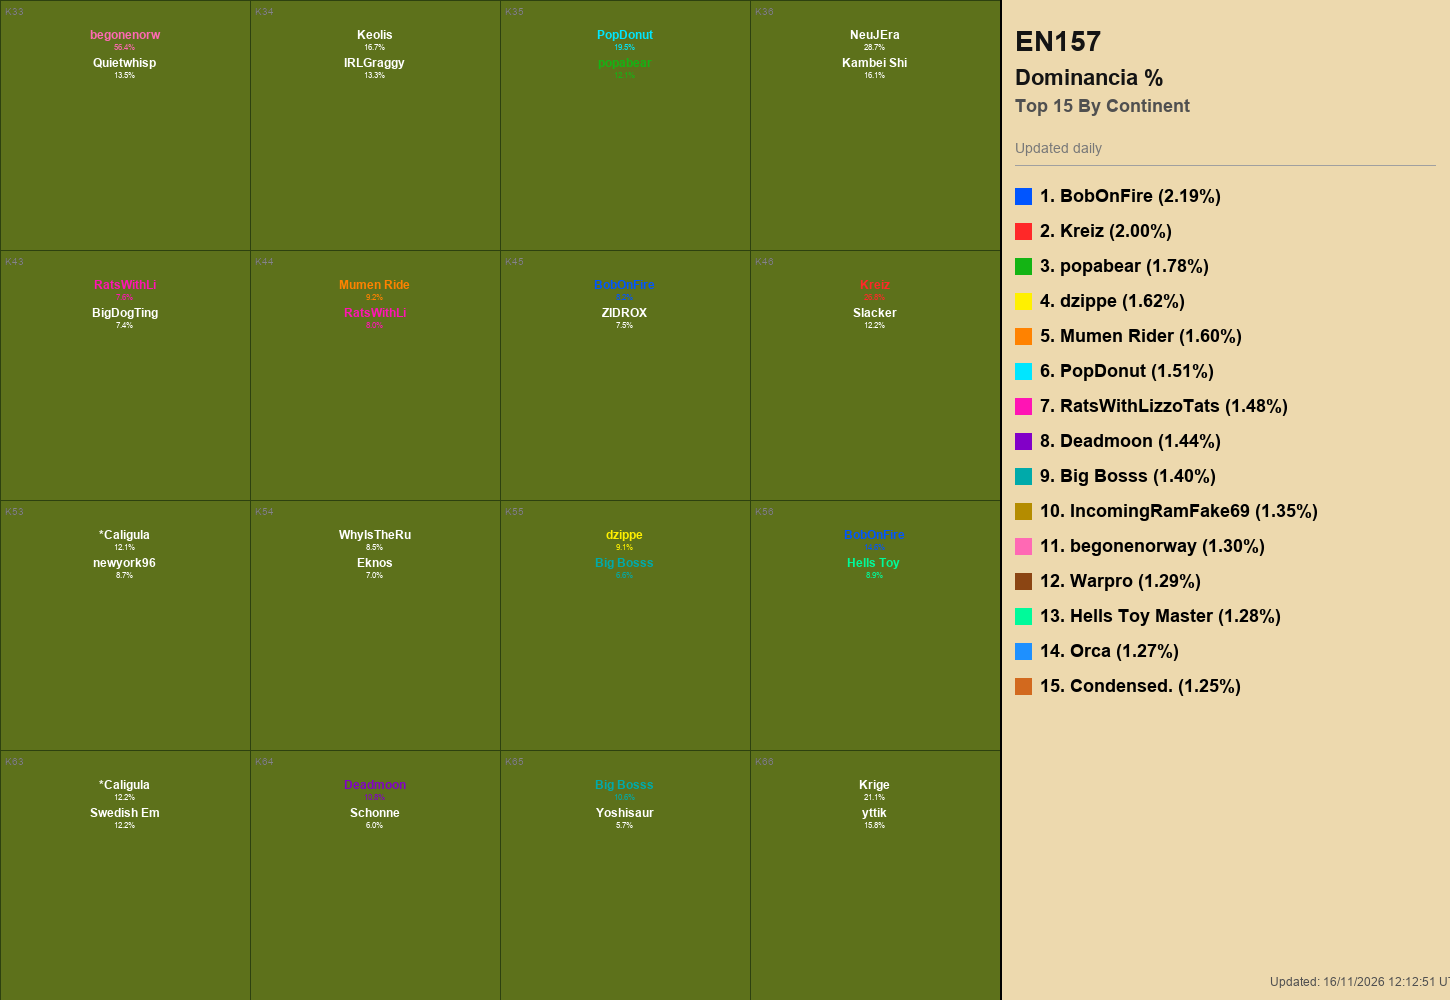 K33
begonenorw
56.4%
Quietwhisp
13.5%
K34
Keolis
16.7%
IRLGraggy
13.3%
K35
PopDonut
19.5%
popabear
K36
NeuJEra
28.7%
Kambei Shi
16.1%
K43
RatsWithLi
BigDogTing
7.4%
K44
Mumen Ride
9.2%
RatsWithLi
K45
BobOnFire
ZIDROX
7.5%
K46
Kreiz
Slacker
12.2%
K53
*Caligula
12.1%
newyork96
8.7%
K54
WhyIsTheRu
8.5%
Eknos
7.0%
K55
dzippe
9.1%
Big Bosss
K56
BobOnFire
Hells Toy
8.9%
K63
*Caligula
12.2%
Swedish Em
12.2%
K64
Deadmoon
Schonne
6.0%
K65
Big Bosss
Yoshisaur
5.7%
K66
Krige
21.1%
yttik
15.8%
EN157
Dominancia %
Top 15 By Continent
Updated daily
1. BobOnFire (2.19%)
2. Kreiz (2.00%)
3. popabear (1.78%)
4. dzippe (1.62%)
5. Mumen Rider (1.60%)
6. PopDonut (1.51%)
7. RatsWithLizzoTats (1.48%)
8. Deadmoon (1.44%)
9. Big Bosss (1.40%)
10. IncomingRamFake69 (1.35%)
11. begonenorway (1.30%)
12. Warpro (1.29%)
13. Hells Toy Master (1.28%)
14. Orca (1.27%)
15. Condensed. (1.25%)
Updated: 16/11/2026 12:12:51